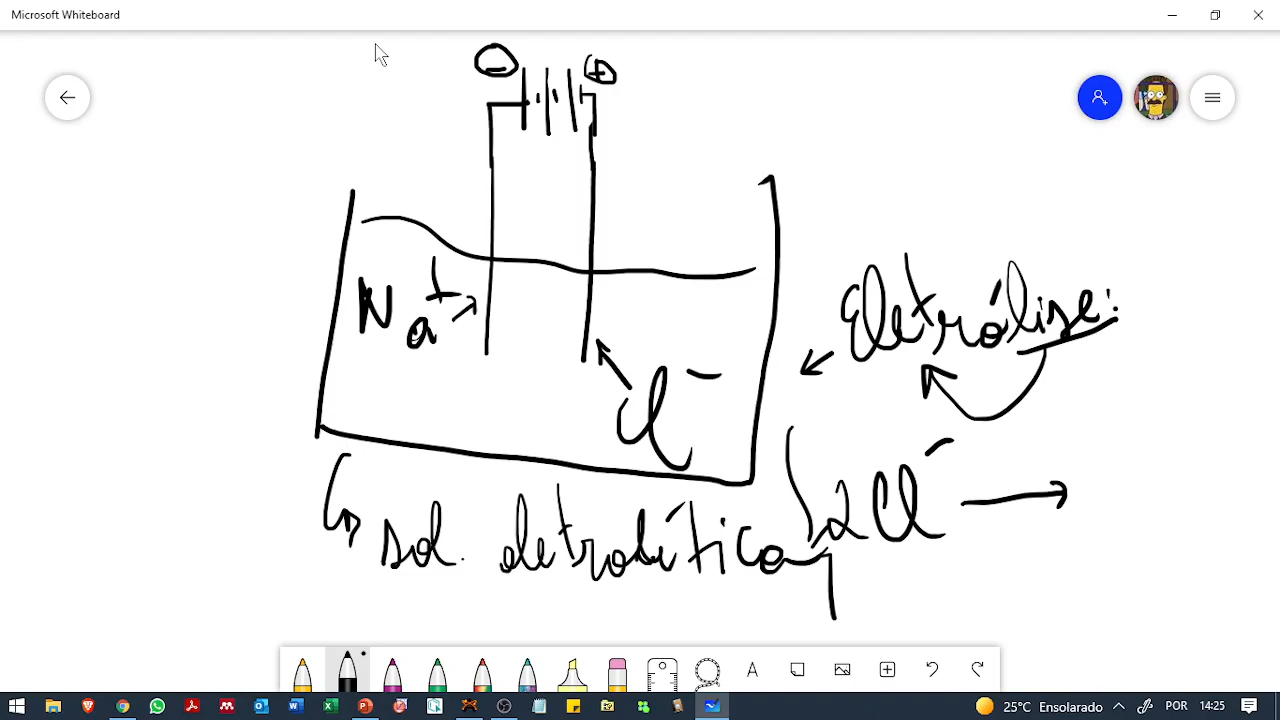 Microsoft Whiteboard
− +
Na+
Cl−
Eletrólise:
2Cl− →
sol. eletrolítica
A
25°C Ensolarado POR 14:25